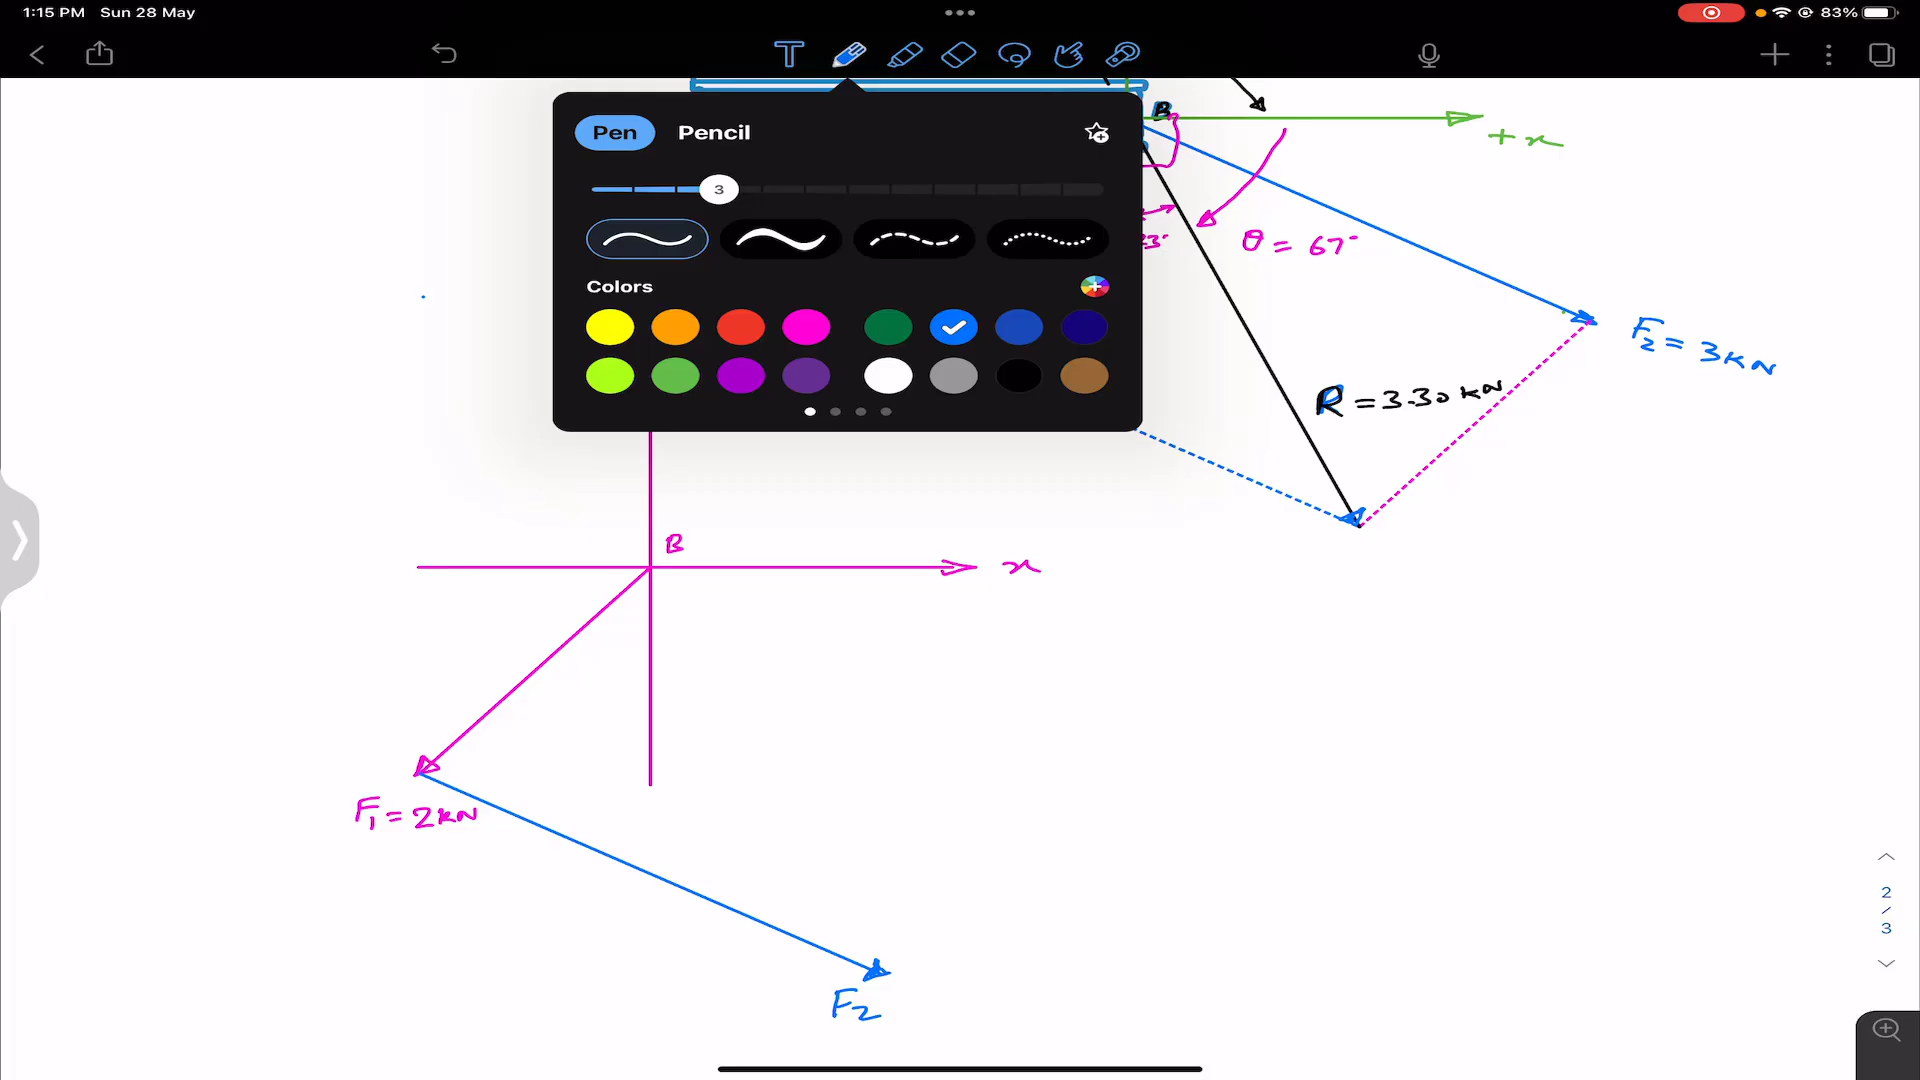 1:15 PM Sun 28 May
83%
T
Pen Pencil
3
Colors
B
+x
θ = 67°
23°
F2 = 3KN
R = 3.30 KN
B
x
F1 = 2KN
F2
2
/
3